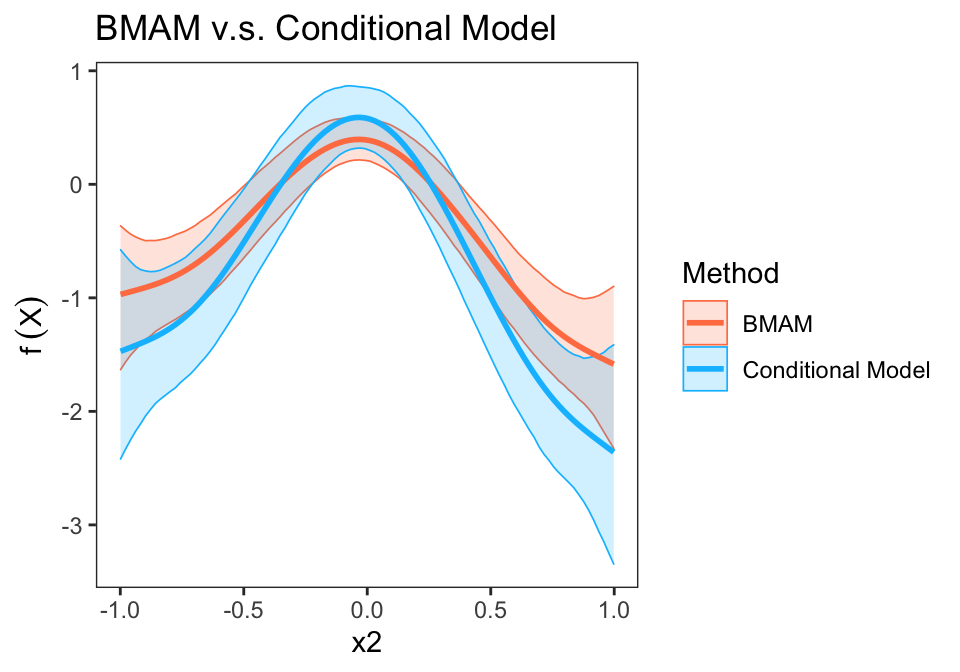 BMAM v.s. Conditional Model
f (X)
1
0
-1
-2
-3
-1.0 -0.5 0.0 0.5 1.0
x2
Method
BMAM
Conditional Model